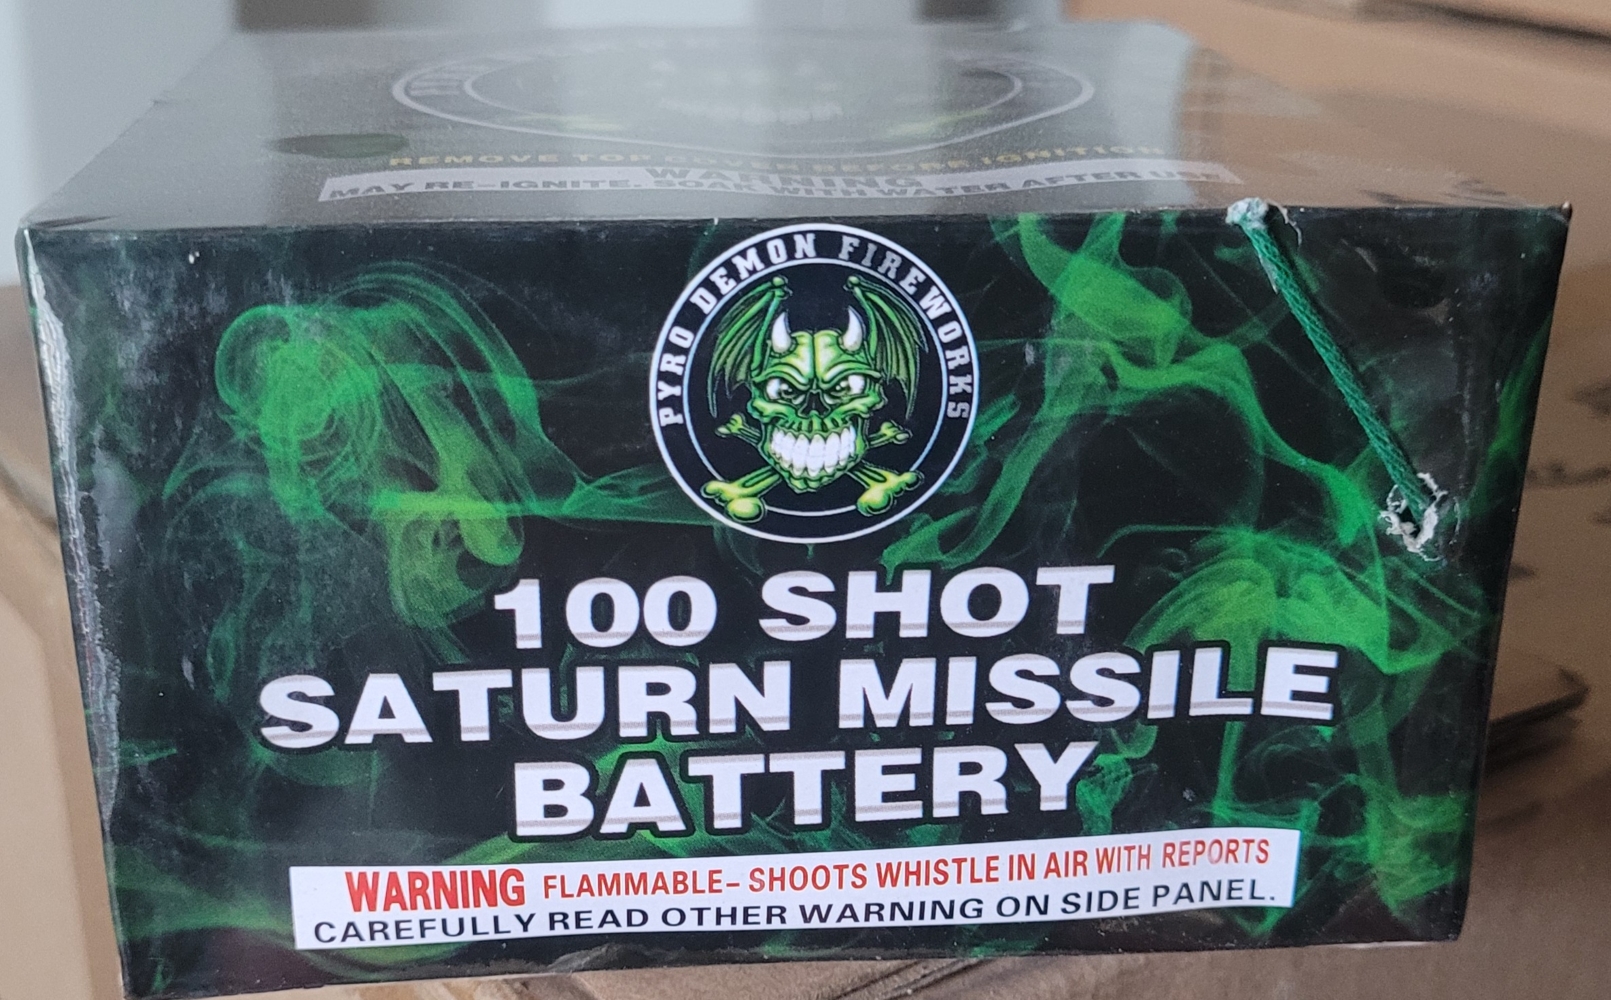 REMOVE TOP COVER BEFORE IGNITION
WARNING
MAY RE-IGNITE. SOAK WITH WATER AFTER USE
PYRO DEMON FIREWORKS
100 SHOT
SATURN MISSILE
BATTERY
WARNING FLAMMABLE- SHOOTS WHISTLE IN AIR WITH REPORTS
CAREFULLY READ OTHER WARNING ON SIDE PANEL.